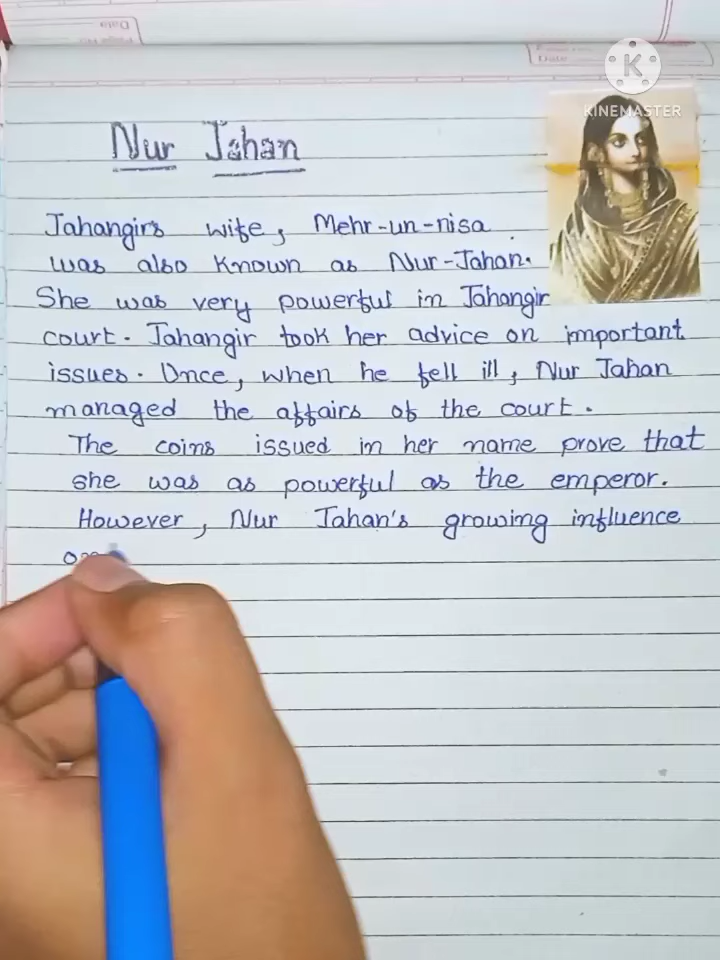 Date
Date
KINEMASTER
Nur Jahan
Jahangirs wife, Mehr-un-nisa
was also known as Nur-Jahan.
She was very powerful in Jahangir
court. Jahangir took her advice on important
issues. Once, when he fell ill, Nur Jahan
managed the affairs of the court.
The coins issued in her name prove that
she was as powerful as the emperor.
However, Nur Jahan's growing influence